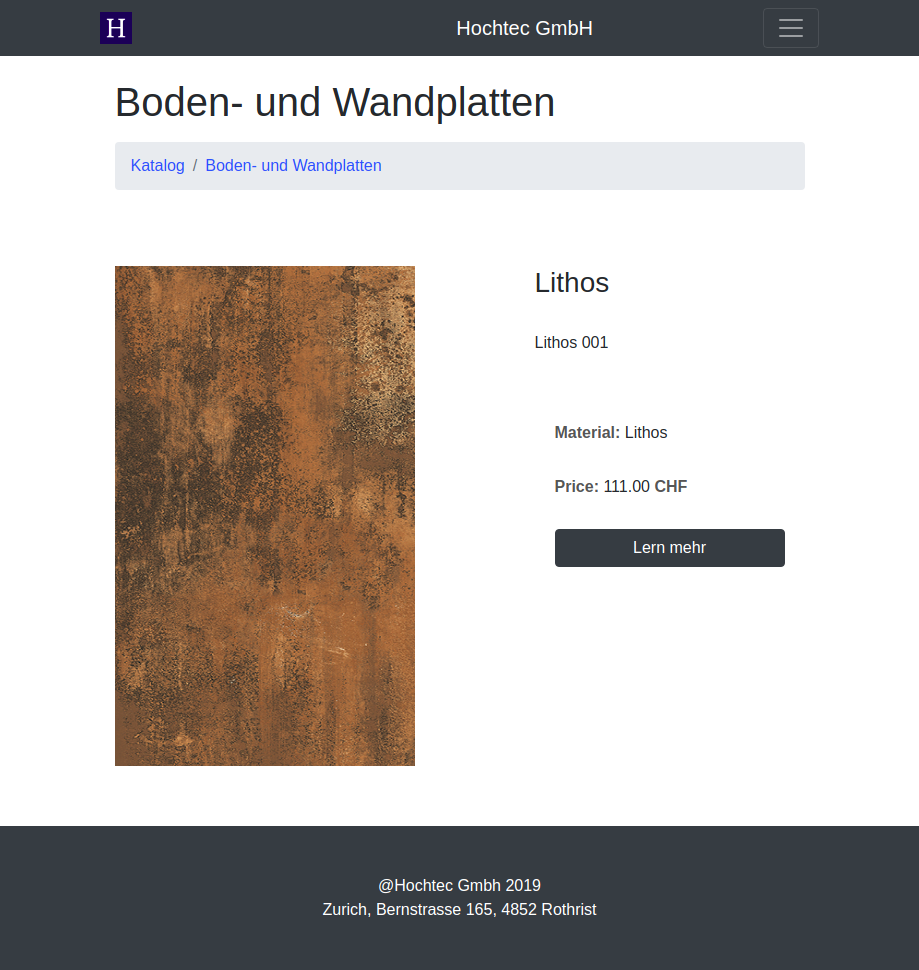 H
Hochtec GmbH
Boden- und Wandplatten
Katalog / Boden- und Wandplatten
Lithos
Lithos 001
Material: Lithos
Price: 111.00 CHF
Lern mehr
@Hochtec Gmbh 2019
Zurich, Bernstrasse 165, 4852 Rothrist